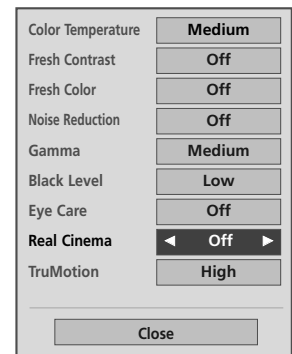 Color Temperature Medium
Fresh Contrast Off
Fresh Color Off
Noise Reduction Off
Gamma Medium
Black Level Low
Eye Care Off
Real Cinema ◄ Off ►
TruMotion High
Close